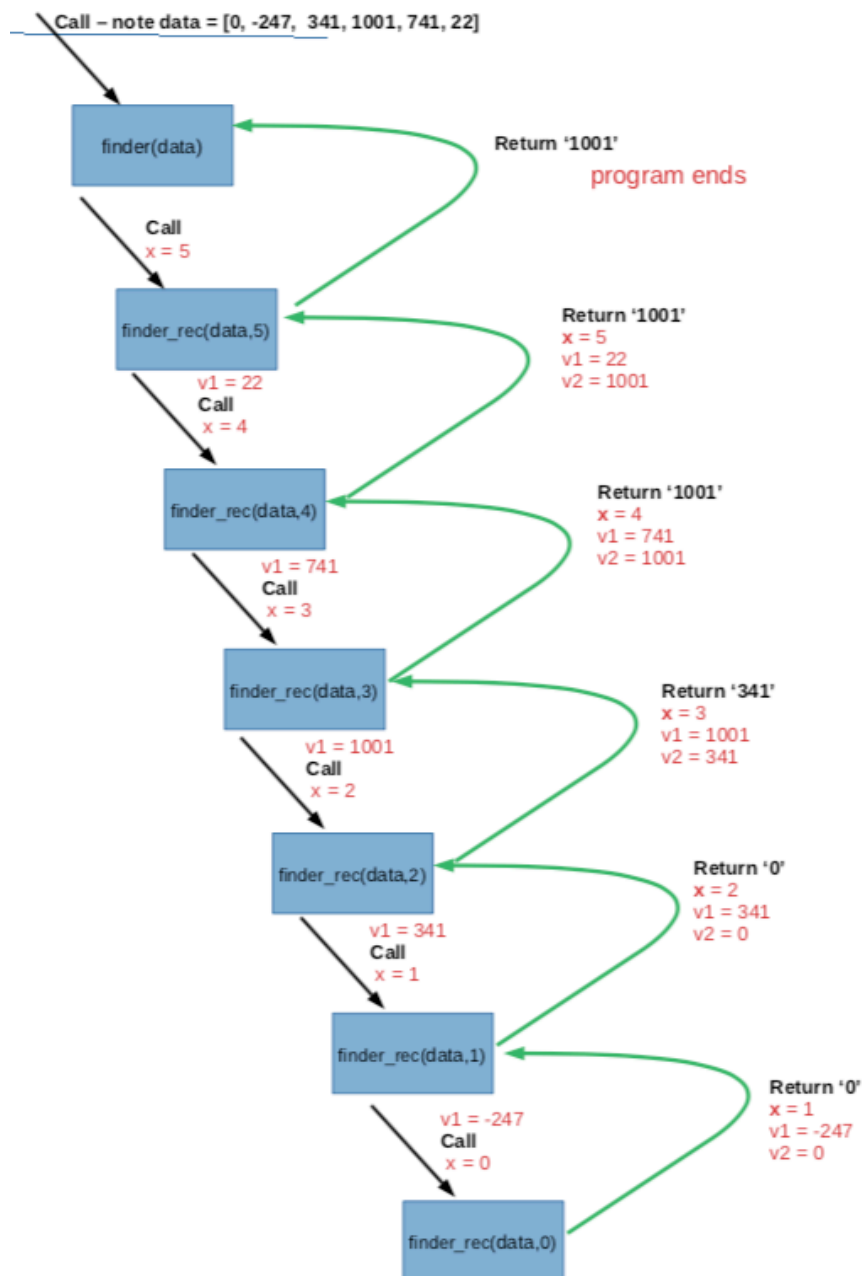 Call – note data = [0, -247, 341, 1001, 741, 22]
finder(data)
Return ‘1001’
program ends
Call
x = 5
finder_rec(data,5)
Return ‘1001’
x = 5
v1 = 22
v2 = 1001
v1 = 22
Call
x = 4
finder_rec(data,4)
Return ‘1001’
x = 4
v1 = 741
v2 = 1001
v1 = 741
Call
x = 3
finder_rec(data,3)
Return ‘341’
x = 3
v1 = 1001
v2 = 341
v1 = 1001
Call
x = 2
finder_rec(data,2)
Return ‘0’
x = 2
v1 = 341
v2 = 0
v1 = 341
Call
x = 1
finder_rec(data,1)
Return ‘0’
x = 1
v1 = -247
v2 = 0
v1 = -247
Call
x = 0
finder_rec(data,0)